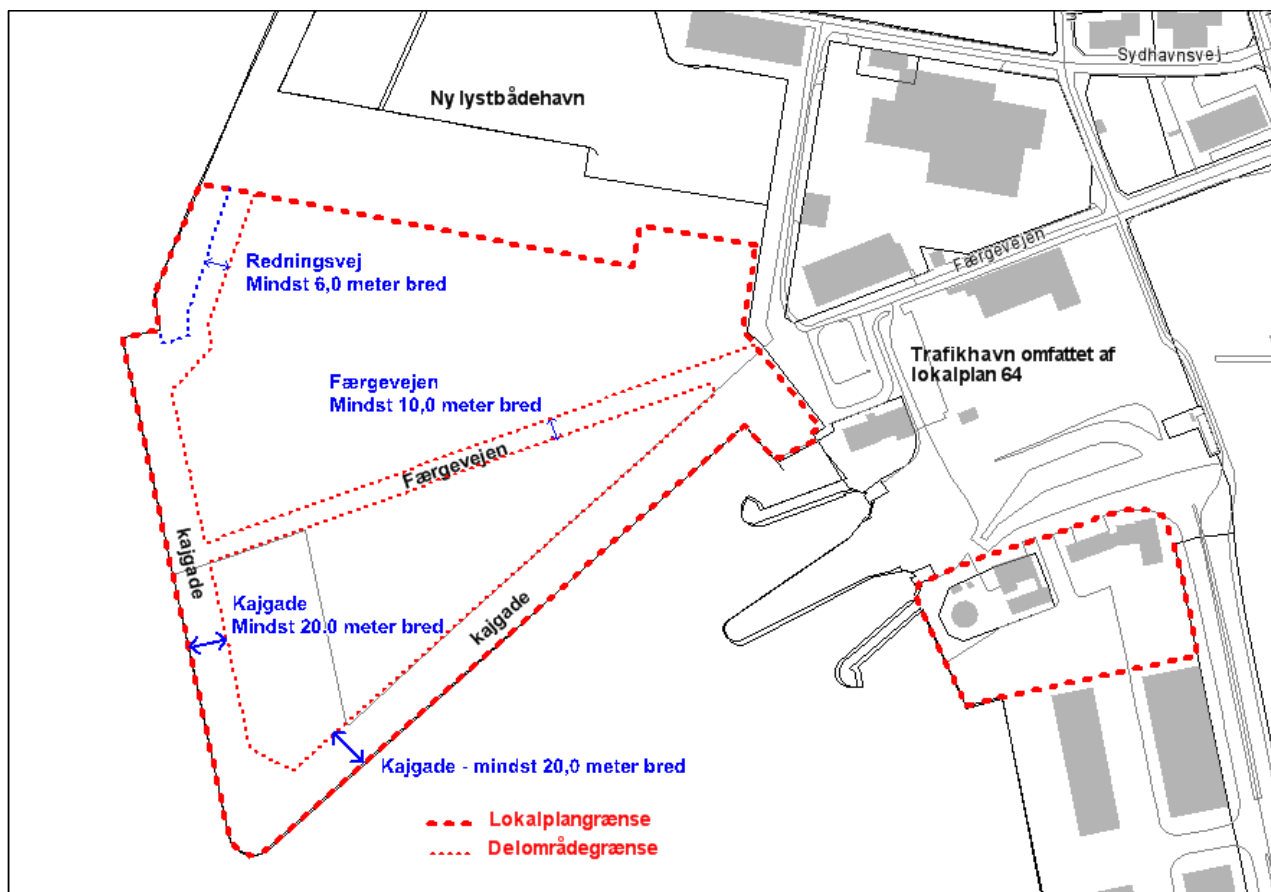 Sydhavnsvej
Ny lystbådehavn
Færgevejen
Redningsvej
Mindst 6,0 meter bred
Trafikhavn omfattet af
lokalplan 64
Færgevejen
Mindst 10,0 meter bred
Færgevejen
kajgade
Kajgade
Mindst 20.0 meter bred
kajgade
Kajgade - mindst 20,0 meter bred
Lokalplangrænse
Delområdegrænse